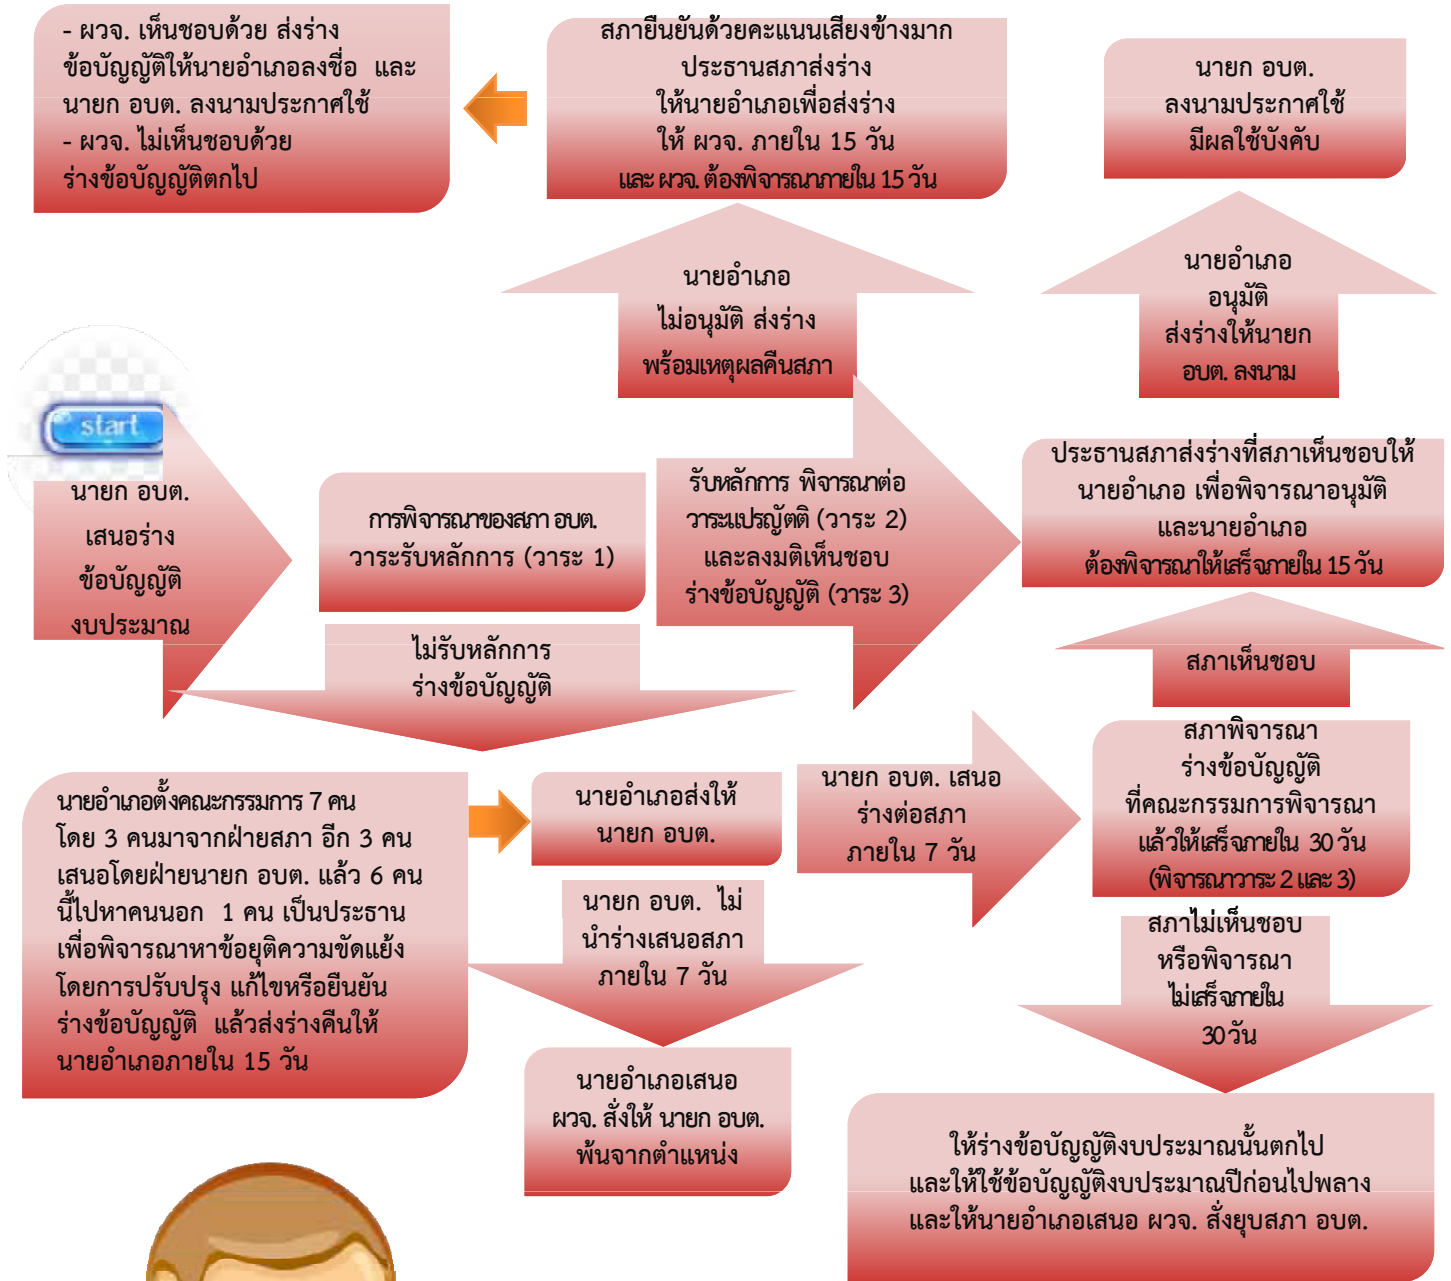 - ผวจ. เห็นชอบด้วย ส่งร่าง
ข้อบัญญัติให้นายอำเภอลงชื่อ และ
นายก อบต. ลงนามประกาศใช้
- ผวจ. ไม่เห็นชอบด้วย
ร่างข้อบัญญัติตกไป
สภายืนยันด้วยคะแนนเสียงข้างมาก
ประธานสภาส่งร่าง
ให้นายอำเภอเพื่อส่งร่าง
ให้ ผวจ. ภายใน 15 วัน
และ ผวจ. ต้องพิจารณาภายใน 15 วัน
นายก อบต.
ลงนามประกาศใช้
มีผลใช้บังคับ
นายอำเภอ
ไม่อนุมัติ ส่งร่าง
พร้อมเหตุผลคืนสภา
นายอำเภอ
อนุมัติ
ส่งร่างให้นายก
อบต. ลงนาม
start
นายก อบต.
เสนอร่าง
ข้อบัญญัติ
งบประมาณ
การพิจารณาของสภา อบต.
วาระรับหลักการ (วาระ 1)
รับหลักการ พิจารณาต่อ
วาระแปรญัตติ (วาระ 2)
และลงมติเห็นชอบ
ร่างข้อบัญญัติ (วาระ 3)
ประธานสภาส่งร่างที่สภาเห็นชอบให้
นายอำเภอ เพื่อพิจารณาอนุมัติ
และนายอำเภอ
ต้องพิจารณาให้เสร็จภายใน 15 วัน
ไม่รับหลักการ
ร่างข้อบัญญัติ
สภาเห็นชอบ
นายอำเภอตั้งคณะกรรมการ 7 คน
โดย 3 คนมาจากฝ่ายสภา อีก 3 คน
เสนอโดยฝ่ายนายก อบต. แล้ว 6 คน
นี้ไปหาคนนอก 1 คน เป็นประธาน
เพื่อพิจารณาหาข้อยุติความขัดแย้ง
โดยการปรับปรุง แก้ไขหรือยืนยัน
ร่างข้อบัญญัติ แล้วส่งร่างคืนให้
นายอำเภอภายใน 15 วัน
นายอำเภอส่งให้
นายก อบต.
นายก อบต. เสนอ
ร่างต่อสภา
ภายใน 7 วัน
สภาพิจารณา
ร่างข้อบัญญัติ
ที่คณะกรรมการพิจารณา
แล้วให้เสร็จภายใน 30 วัน
(พิจารณาวาระ 2 และ 3)
นายก อบต. ไม่
นำร่างเสนอสภา
ภายใน 7 วัน
สภาไม่เห็นชอบ
หรือพิจารณา
ไม่เสร็จภายใน
30 วัน
นายอำเภอเสนอ
ผวจ. สั่งให้ นายก อบต.
พ้นจากตำแหน่ง
ให้ร่างข้อบัญญัติงบประมาณนั้นตกไป
และให้ใช้ข้อบัญญัติงบประมาณปีก่อนไปพลาง
และให้นายอำเภอเสนอ ผวจ. สั่งยุบสภา อบต.